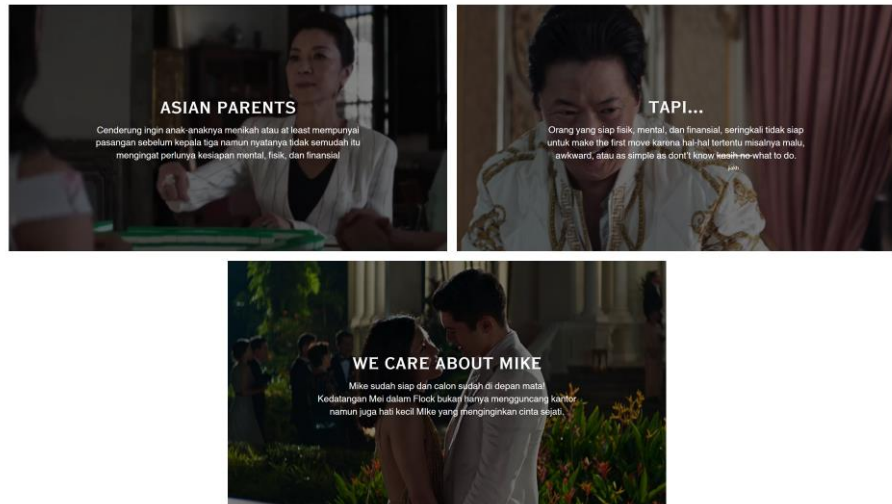 ASIAN PARENTS
Cenderung ingin anak-anaknya menikah atau at least mempunyai
pasangan sebelum kepala tiga namun nyatanya tidak semudah itu
mengingat perlunya kesiapan mental, fisik, dan finansial
TAPI...
Orang yang siap fisik, mental, dan finansial, seringkali tidak siap
untuk make the first move karena hal-hal tertentu misalnya malu,
awkward, atau as simple as dont't know kasih no what to do.
WE CARE ABOUT MIKE
Mike sudah siap dan calon sudah di depan mata!
Kedatangan Mei dalam Flock bukan hanya mengguncang kantor
namun juga hati kecil MIke yang menginginkan cinta sejati.